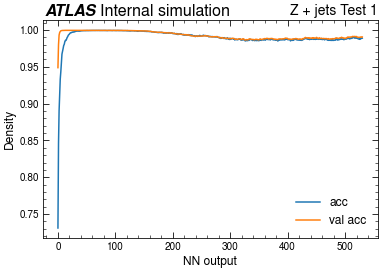 ATLAS Internal simulation
Z + jets Test 1
1.00
0.95
0.90
0.85
0.80
0.75
Density
acc
val acc
0 100 200 300 400 500
NN output